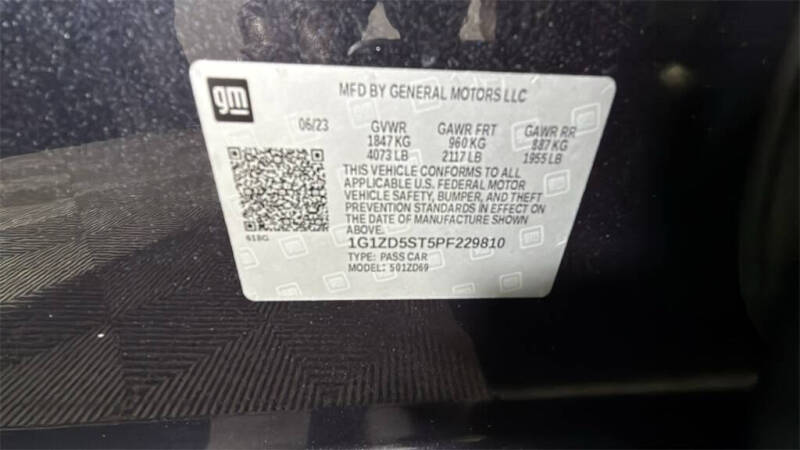 gm
MFD BY GENERAL MOTORS LLC
06/23 GVWR GAWR FRT GAWR RR
1847 KG 960 KG 887 KG
4073 LB 2117 LB 1955 LB
THIS VEHICLE CONFORMS TO ALL
APPLICABLE U.S. FEDERAL MOTOR
VEHICLE SAFETY, BUMPER, AND THEFT
PREVENTION STANDARDS IN EFFECT ON
THE DATE OF MANUFACTURE SHOWN
ABOVE.
618G
1G1ZD5ST5PF229810
TYPE: PASS CAR
MODEL: 501ZD69